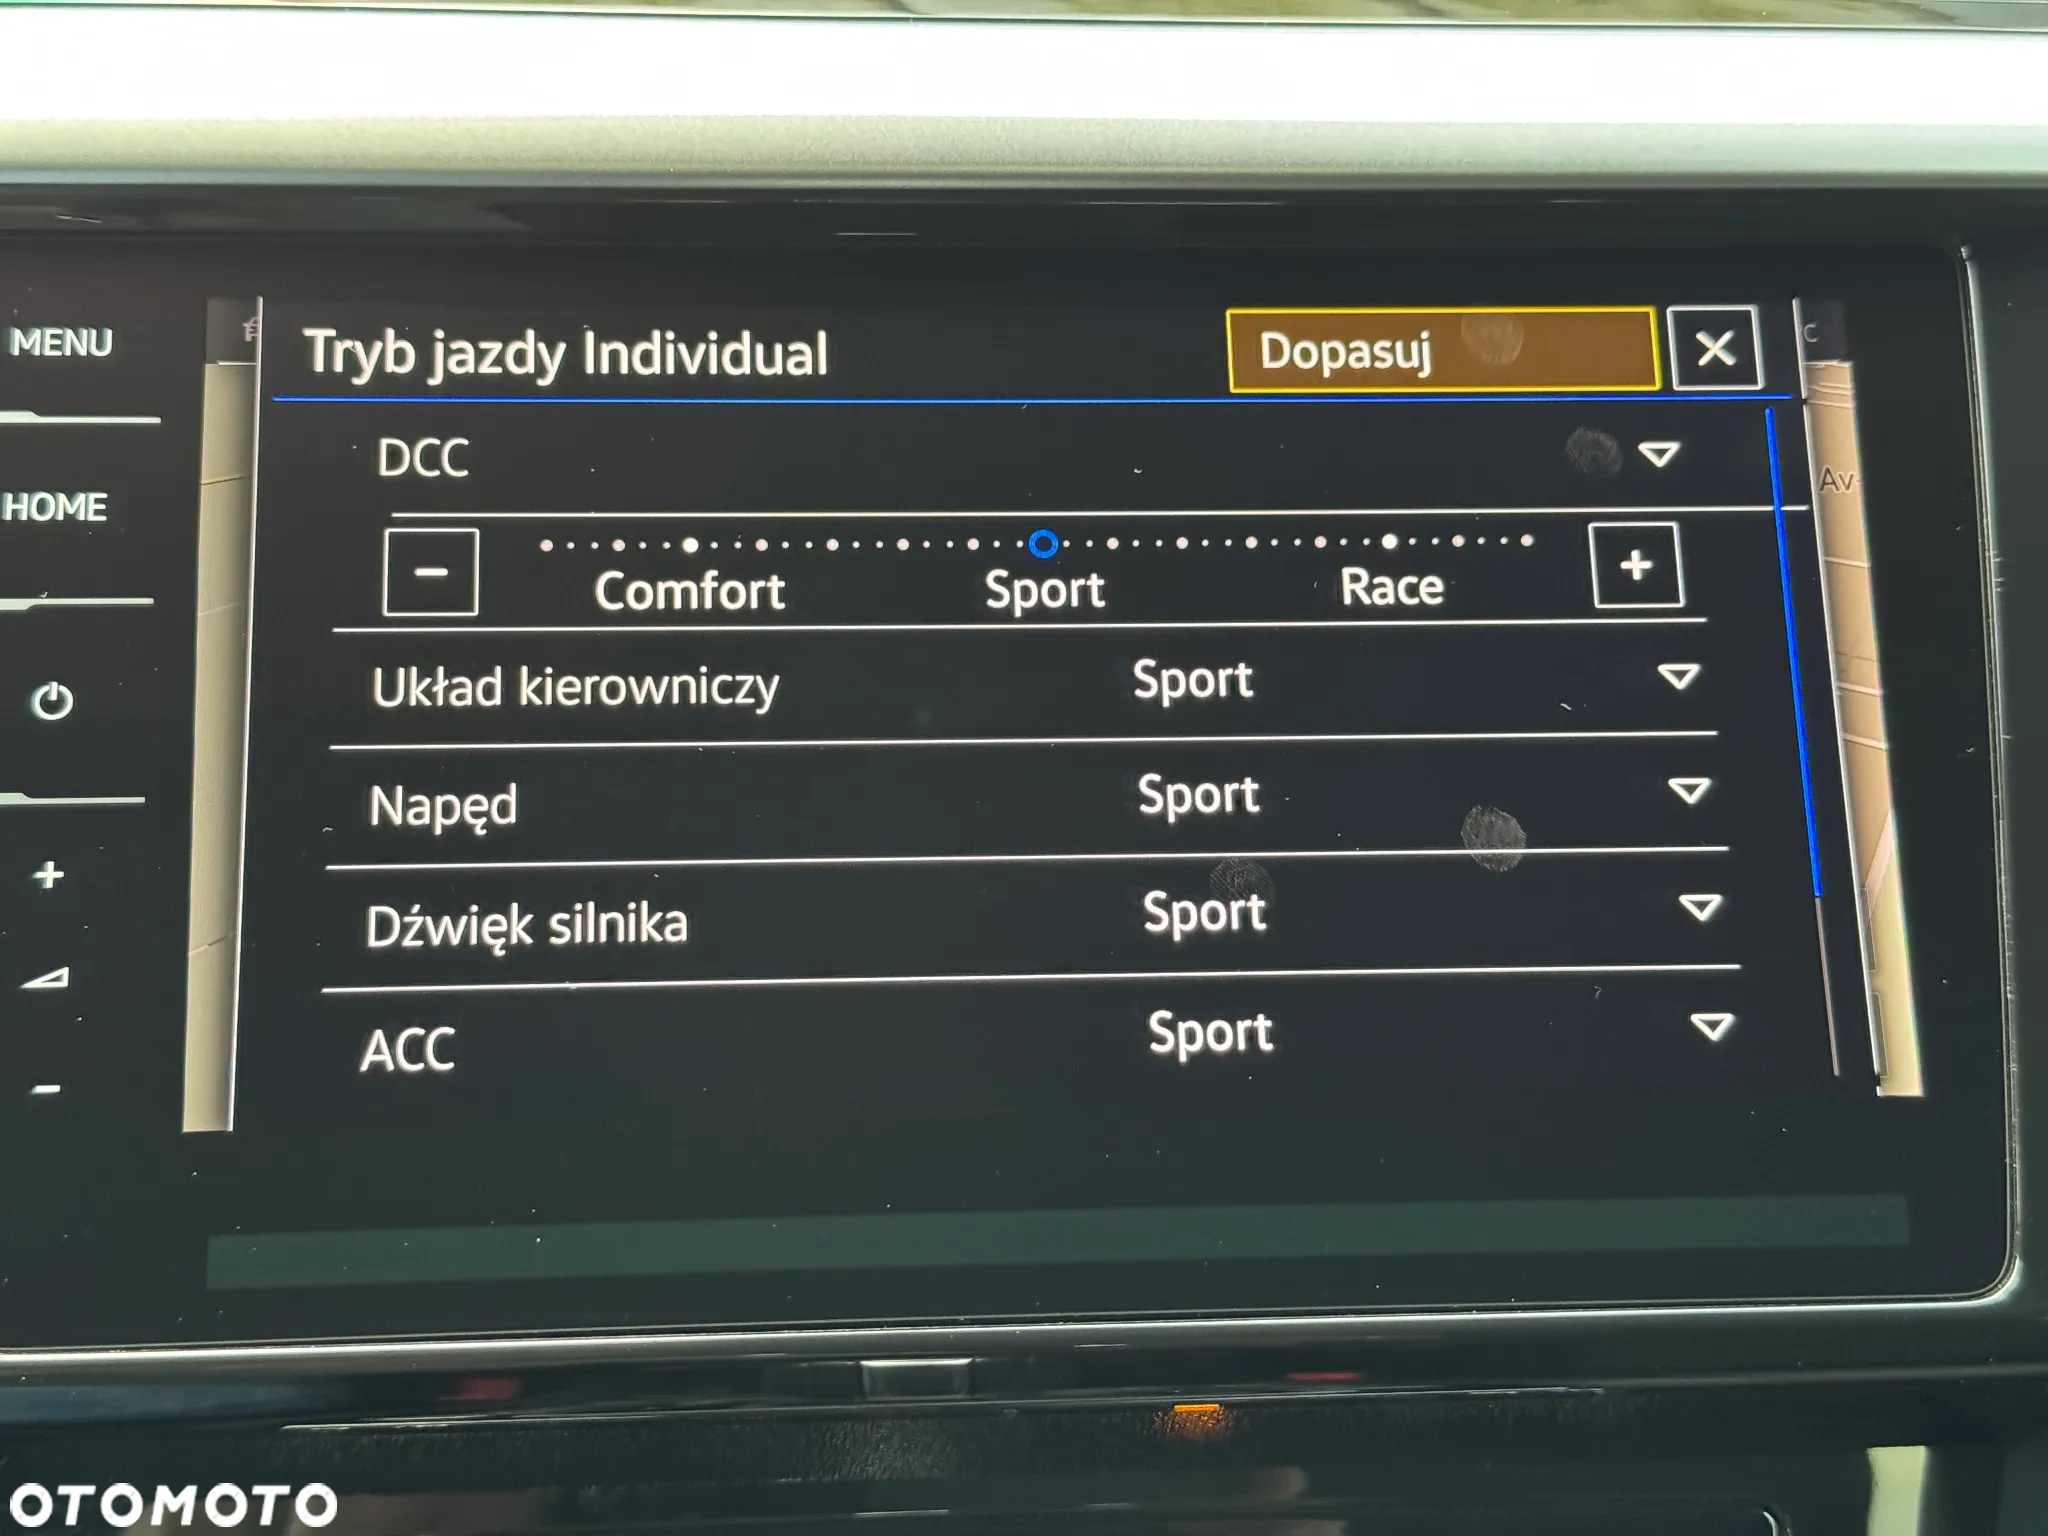 MENU
HOME
Tryb jazdy Individual
Dopasuj
DCC
Av
Comfort
Sport
Race
Układ kierowniczy
Sport
Napęd
Sport
Dźwięk silnika
Sport
ACC
Sport
OTOMOTO